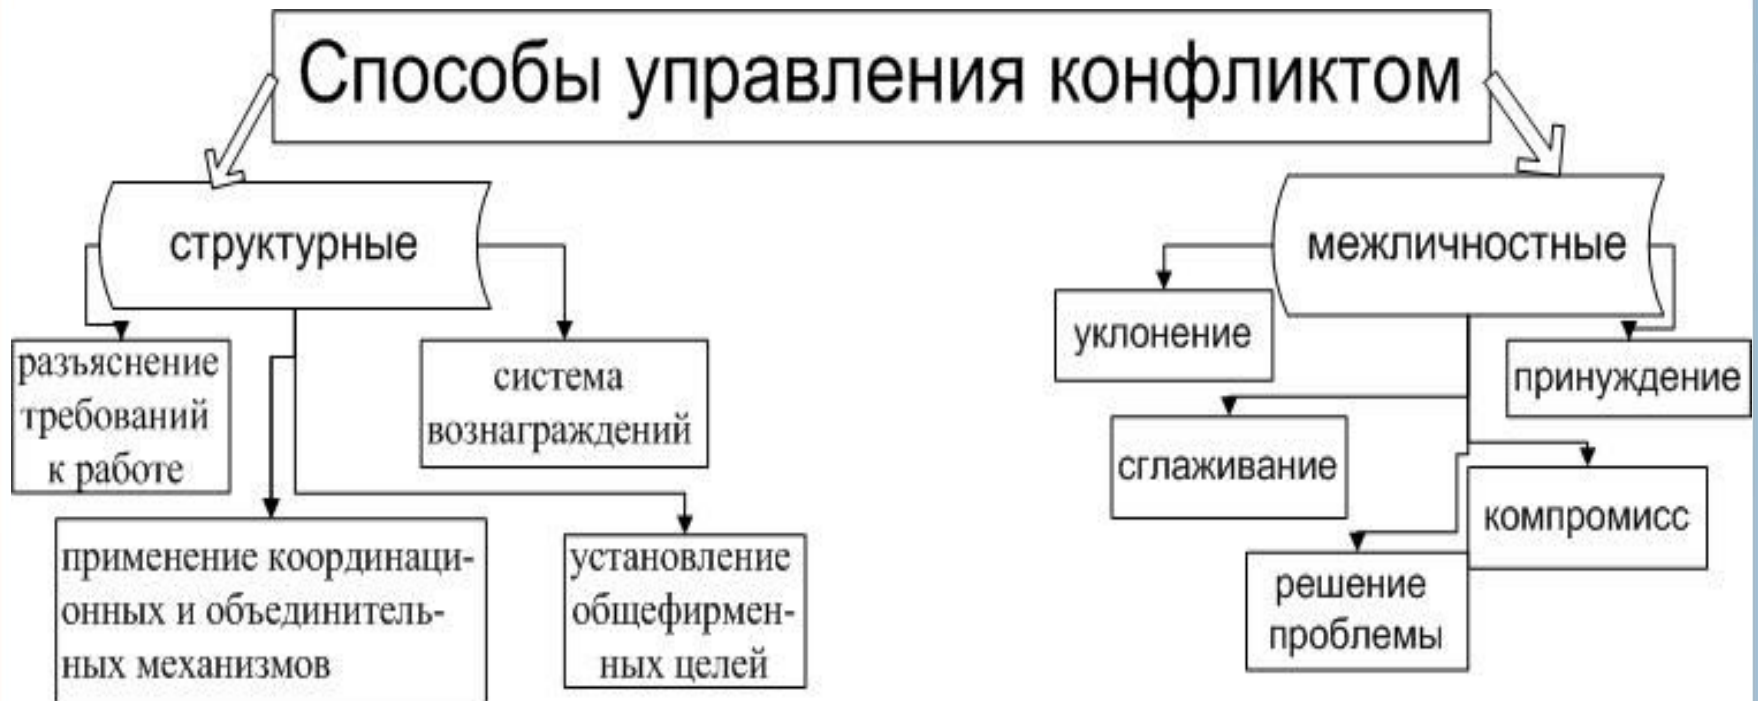 Способы управления конфликтом
структурные
разъяснение
требований
к работе
применение координаци-
онных и объединитель-
ных механизмов
система
вознаграждений
установление
общефирмен-
ных целей
межличностные
уклонение
сглаживание
решение
проблемы
компромисс
принуждение